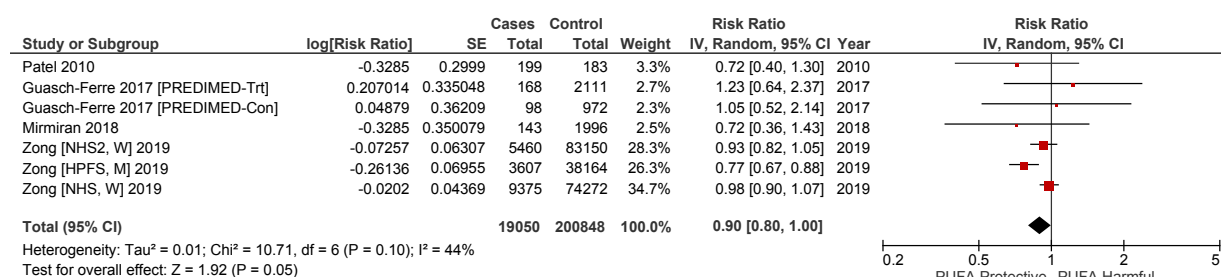 Cases Control Risk Ratio Risk Ratio
Study or Subgroup log[Risk Ratio] SE Total Total Weight IV, Random, 95% CI Year IV, Random, 95% CI
Patel 2010 -0.3285 0.2999 199 183 3.3% 0.72 [0.40, 1.30] 2010
Guasch-Ferre 2017 [PREDIMED-Trt] 0.207014 0.335048 168 2111 2.7% 1.23 [0.64, 2.37] 2017
Guasch-Ferre 2017 [PREDIMED-Con] 0.04879 0.36209 98 972 2.3% 1.05 [0.52, 2.14] 2017
Mirmiran 2018 -0.3285 0.350079 143 1996 2.5% 0.72 [0.36, 1.43] 2018
Zong [NHS2, W] 2019 -0.07257 0.06307 5460 83150 28.3% 0.93 [0.82, 1.05] 2019
Zong [HPFS, M] 2019 -0.26136 0.06955 3607 38164 26.3% 0.77 [0.67, 0.88] 2019
Zong [NHS, W] 2019 -0.0202 0.04369 9375 74272 34.7% 0.98 [0.90, 1.07] 2019
Total (95% CI) 19050 200848 100.0% 0.90 [0.80, 1.00]
Heterogeneity: Tau² = 0.01; Chi² = 10.71, df = 6 (P = 0.10); I² = 44%
Test for overall effect: Z = 1.92 (P = 0.05)
0.2 0.5 1 2 5
PUFA Protective PUFA Harmful